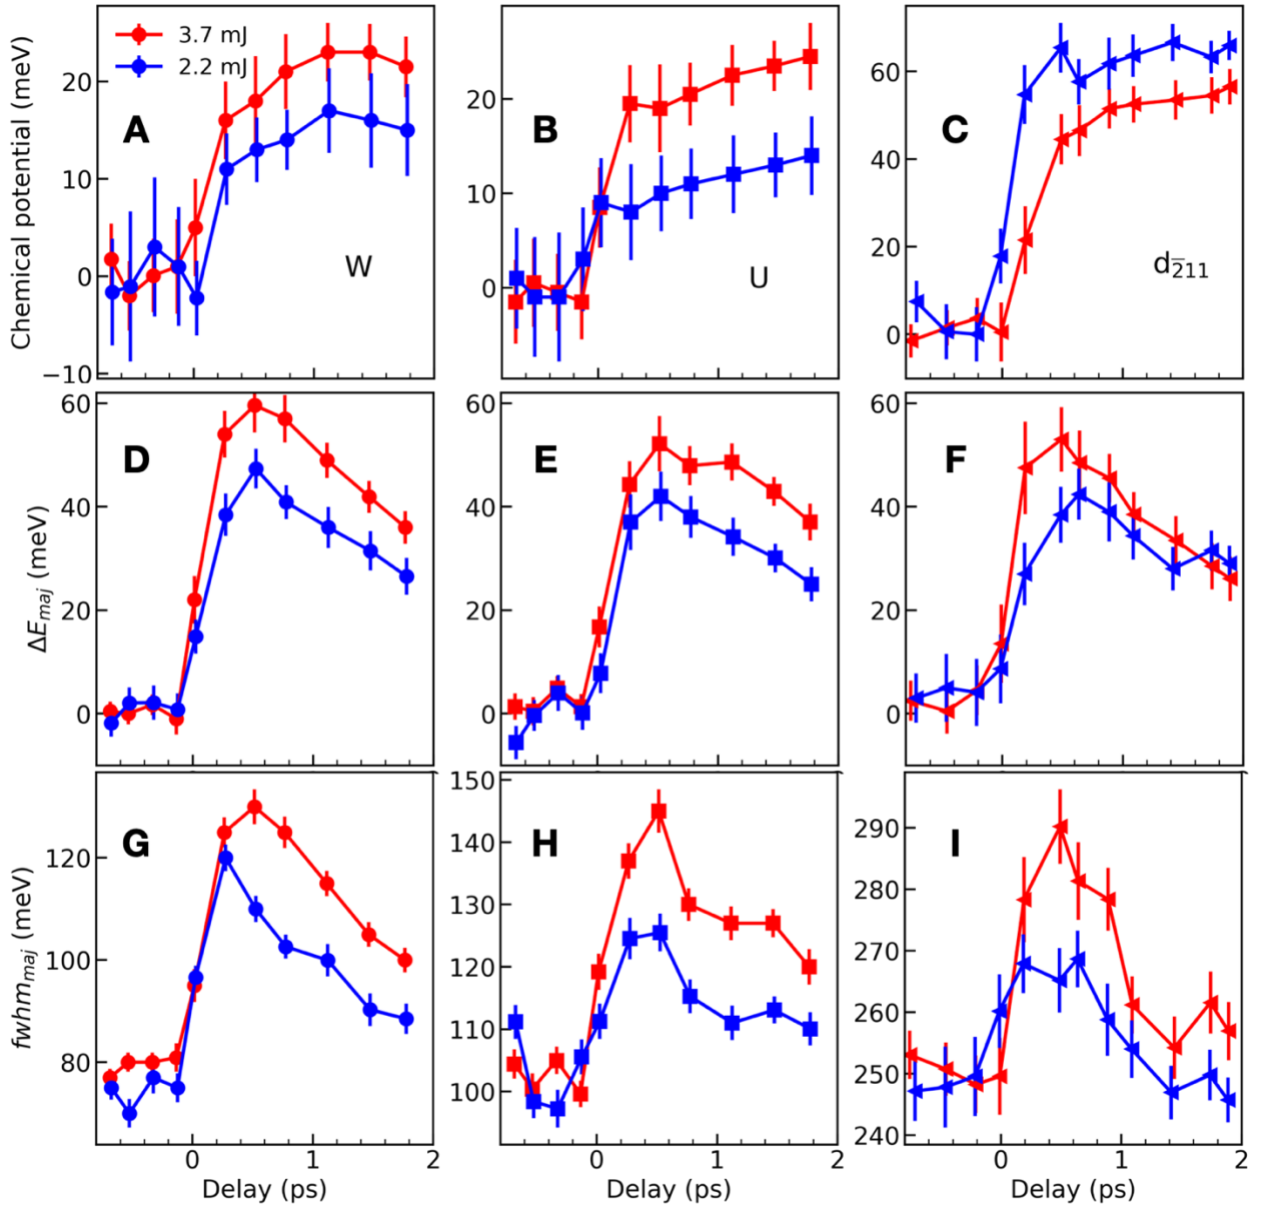 3.7 mJ
2.2 mJ
A
W
B
U
C
d2̅11
Chemical potential (meV)
20
10
0
−10
20
10
0
60
40
20
0
D
E
F
ΔEmaj (meV)
60
40
20
0
60
40
20
0
60
40
20
0
G
H
I
fwhmmaj (meV)
120
100
80
150
140
130
120
110
100
290
280
270
260
250
240
0 1 2
0 1 2
0 1 2
Delay (ps)
Delay (ps)
Delay (ps)